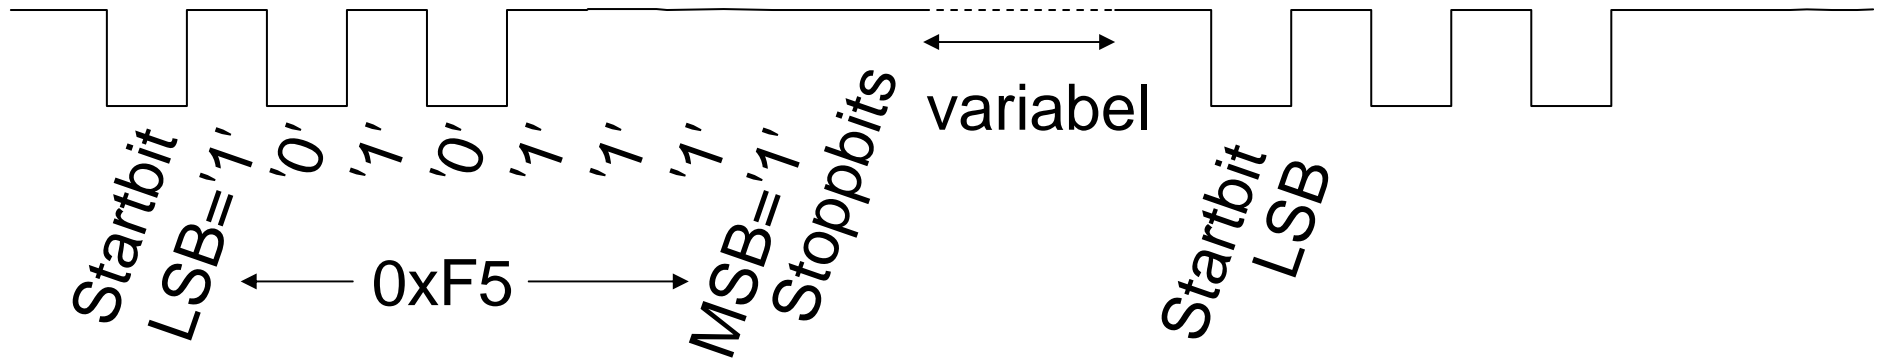 Startbit
LSB='1'
'0'
'1'
'0'
'1'
'1'
'1'
MSB='1'
Stoppbits
0xF5
variabel
Startbit
LSB